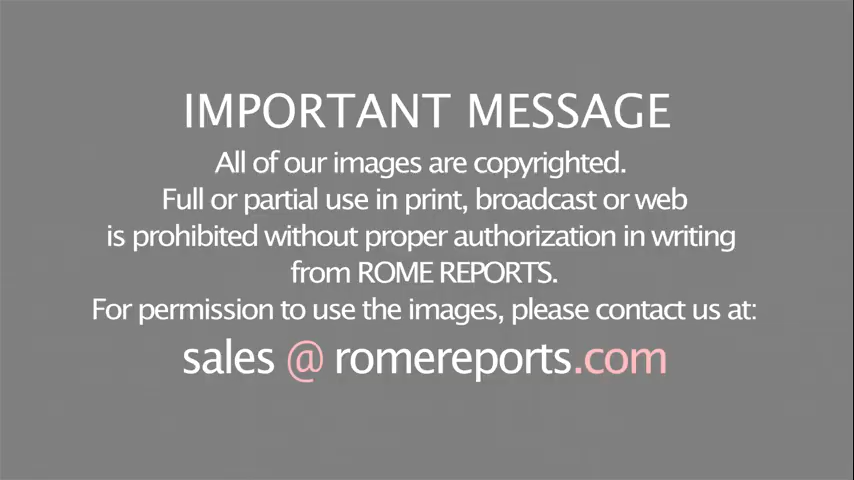 IMPORTANT MESSAGE
All of our images are copyrighted.
Full or partial use in print, broadcast or web
is prohibited without proper authorization in writing
from ROME REPORTS.
For permission to use the images, please contact us at:
sales @ romereports.com